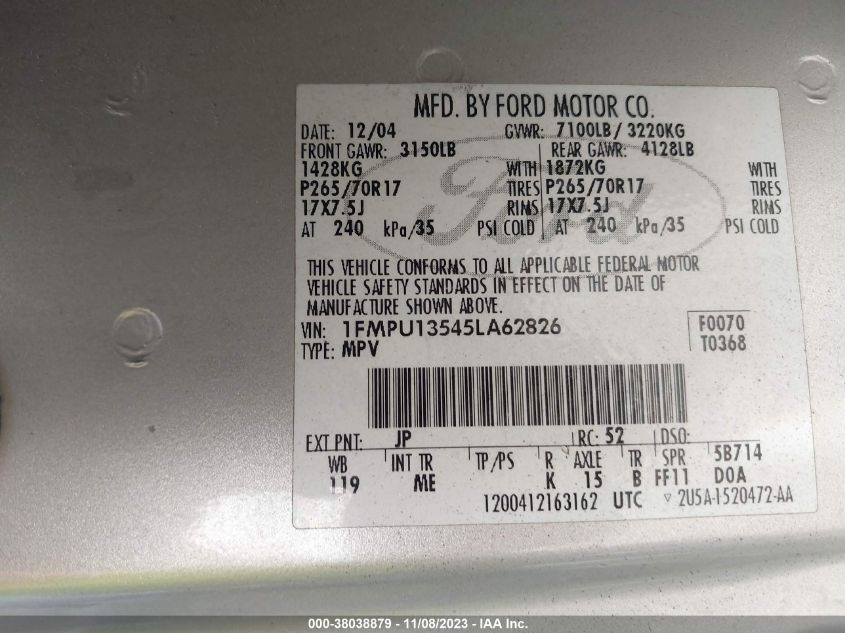 MFD. BY FORD MOTOR CO.
DATE: 12/04 GVWR: 7100LB / 3220KG
FRONT GAWR: 3150LB REAR GAWR: 4128LB
1428KG WITH 1872KG WITH
P265/70R17 TIRES P265/70R17 TIRES
17X7.5J RIMS 17X7.5J RIMS
AT 240 kPa/35 PSI COLD AT 240 kPa/35 PSI COLD
Ford
THIS VEHICLE CONFORMS TO ALL APPLICABLE FEDERAL MOTOR
VEHICLE SAFETY STANDARDS IN EFFECT ON THE DATE OF
MANUFACTURE SHOWN ABOVE.
VIN: 1FMPU13545LA62826 F0070
TYPE: MPV T0368
EXT PNT: JP RC: 52 DSO:
WB INT TR TP/PS R AXLE TR SPR 5B714
119 ME K 15 B FF11 DOA
1200412163162 UTC ▽ 2U5A-1520472-AA
000-38038879 - 11/08/2023 - IAA Inc.